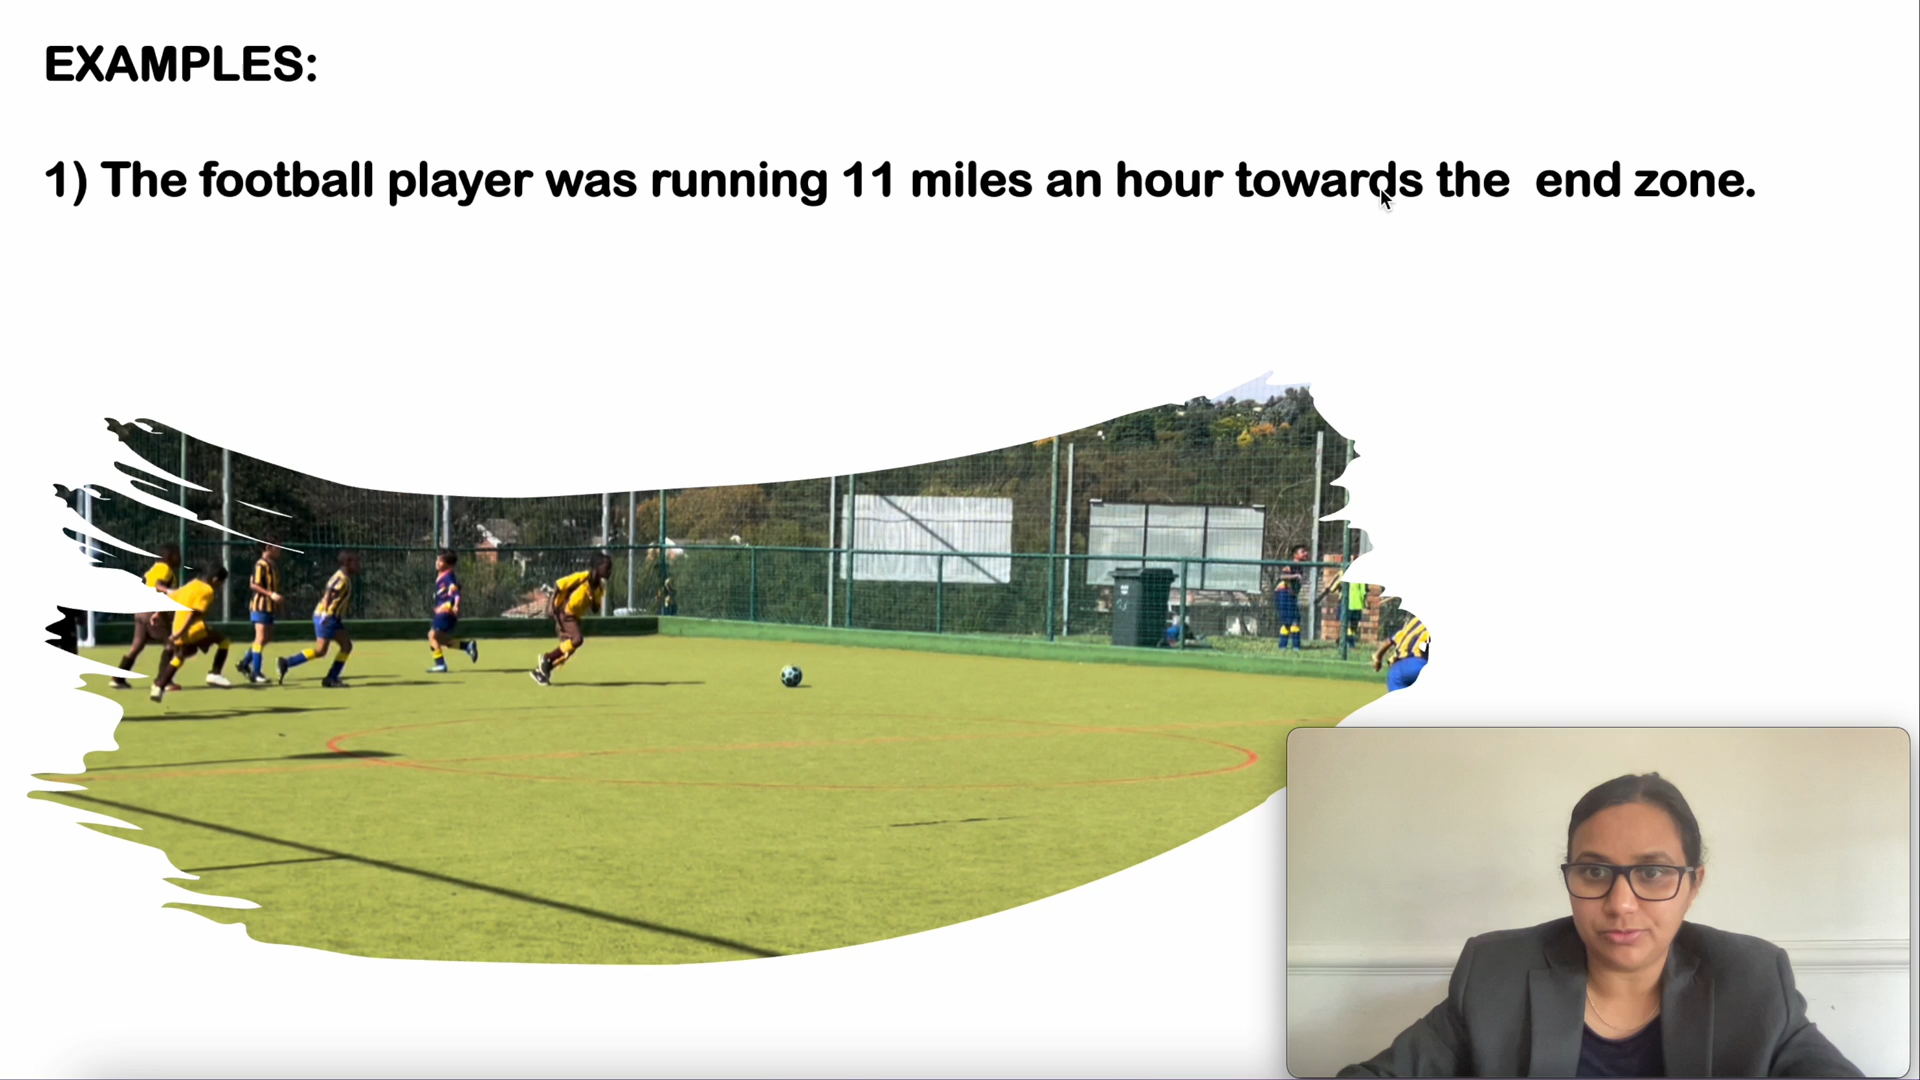 EXAMPLES:
1) The football player was running 11 miles an hour towards the  end zone.